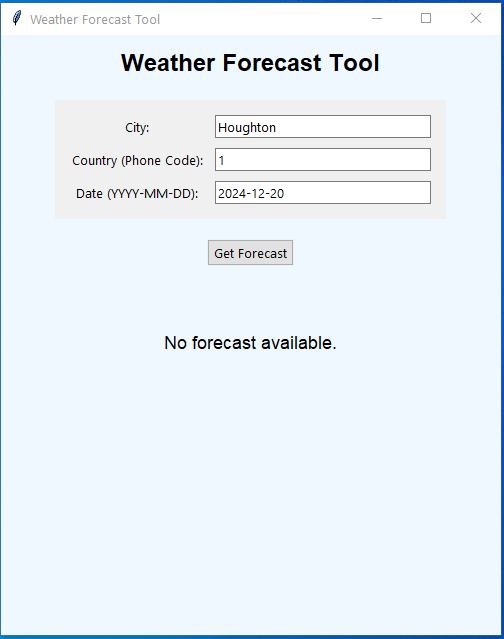 Weather Forecast Tool
Weather Forecast Tool
City: Houghton
Country (Phone Code): 1
Date (YYYY-MM-DD): 2024-12-20
Get Forecast
No forecast available.